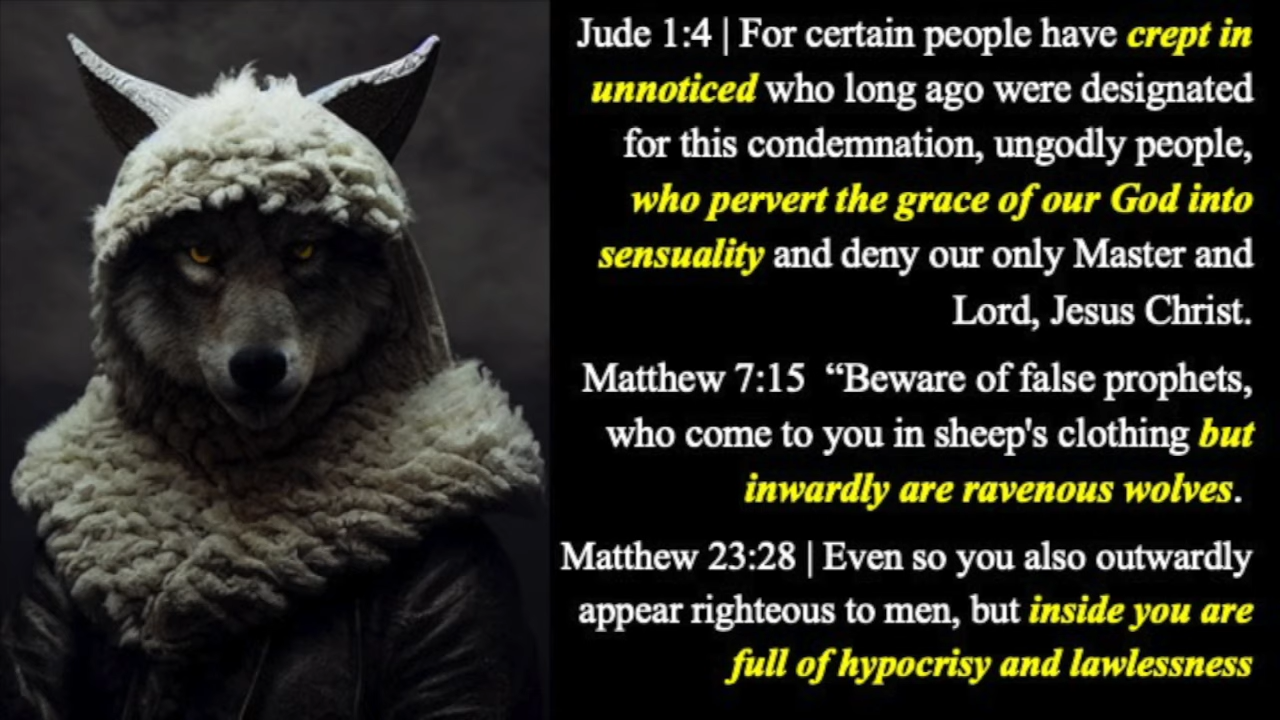 Jude 1:4 | For certain people have crept in
unnoticed who long ago were designated
for this condemnation, ungodly people,
who pervert the grace of our God into
sensuality and deny our only Master and
Lord, Jesus Christ.
Matthew 7:15  “Beware of false prophets,
who come to you in sheep's clothing but
inwardly are ravenous wolves.
Matthew 23:28 | Even so you also outwardly
appear righteous to men, but inside you are
full of hypocrisy and lawlessness